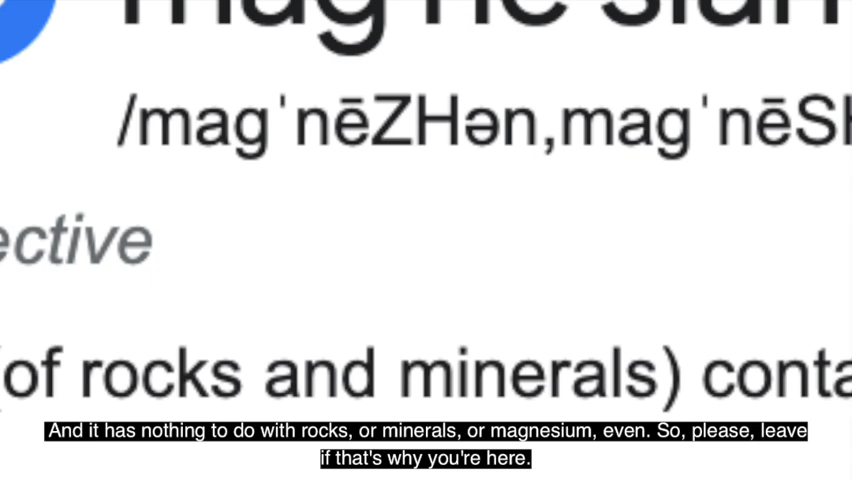 /magˈnēZHən,magˈnēSH
ective
(of rocks and minerals) conta
And it has nothing to do with rocks, or minerals, or magnesium, even. So, please, leave
if that's why you're here.